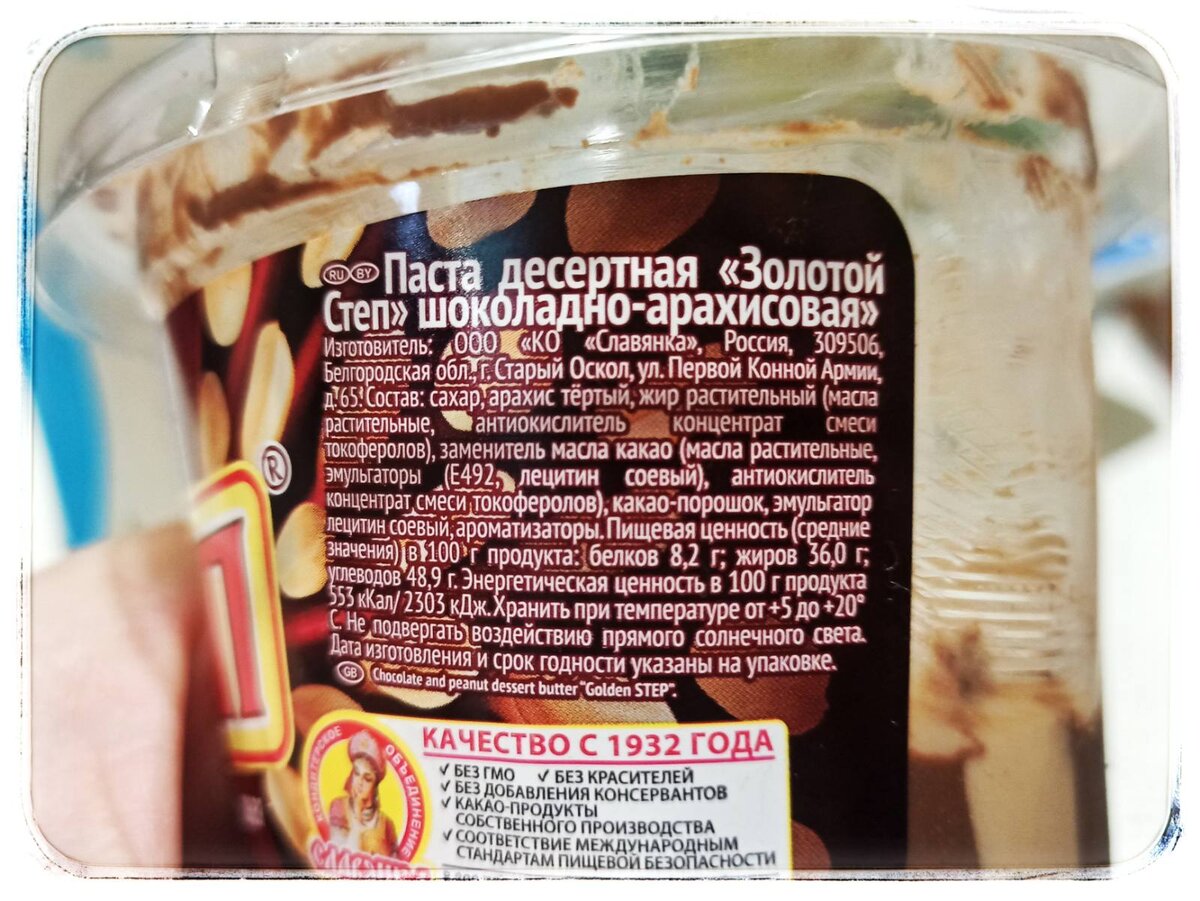 RU BY Паста десертная «Золотой
Степ» шоколадно-арахисовая»
Изготовитель: ООО «КО «Славянка», Россия, 309506,
Белгородская обл., г. Старый Оскол, ул. Первой Конной Армии,
д. 65. Состав: сахар, арахис тёртый, жир растительный (масла
растительные, антиокислитель концентрат смеси
токоферолов), заменитель масла какао (масла растительные,
эмульгаторы (Е492, лецитин соевый), антиокислитель
концентрат смеси токоферолов), какао-порошок, эмульгатор
лецитин соевый, ароматизаторы. Пищевая ценность (средние
значения) в 100 г продукта: белков 8,2 г; жиров 36,0 г;
углеводов 48,9 г. Энергетическая ценность в 100 г продукта
553 кКал/ 2303 кДж. Хранить при температуре от +5 до +20°
С. Не подвергать воздействию прямого солнечного света.
Дата изготовления и срок годности указаны на упаковке.
GB Chocolate and peanut dessert butter "Golden STEP".
®
П
КАЧЕСТВО С 1932 ГОДА
✓ БЕЗ ГМО ✓ БЕЗ КРАСИТЕЛЕЙ
✓ БЕЗ ДОБАВЛЕНИЯ КОНСЕРВАНТОВ
✓ КАКАО-ПРОДУКТЫ
СОБСТВЕННОГО ПРОИЗВОДСТВА
✓ СООТВЕТСТВИЕ МЕЖДУНАРОДНЫМ
СТАНДАРТАМ ПИЩЕВОЙ БЕЗОПАСНОСТИ
КОНДИТЕРСКОЕ ОБЪЕДИНЕНИЕ